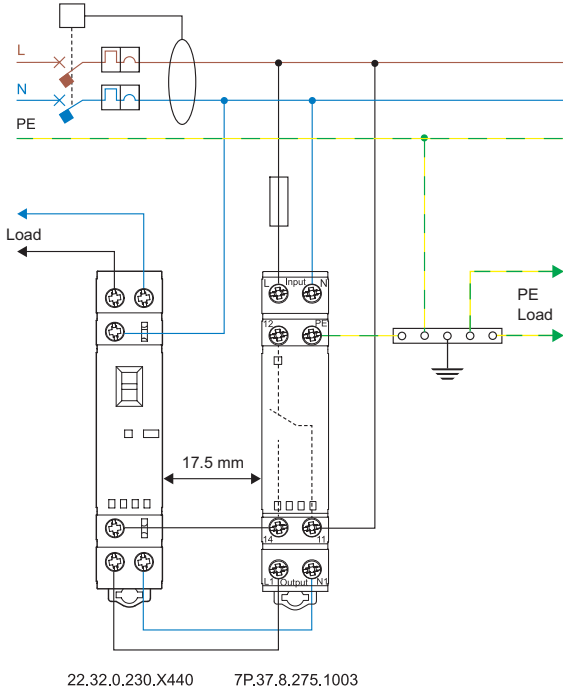 L
N
PE
Load
L Input N
12 PE
PE
Load
17.5 mm
14 11
L1 Output N1
22.32.0.230.X440 7P.37.8.275.1003